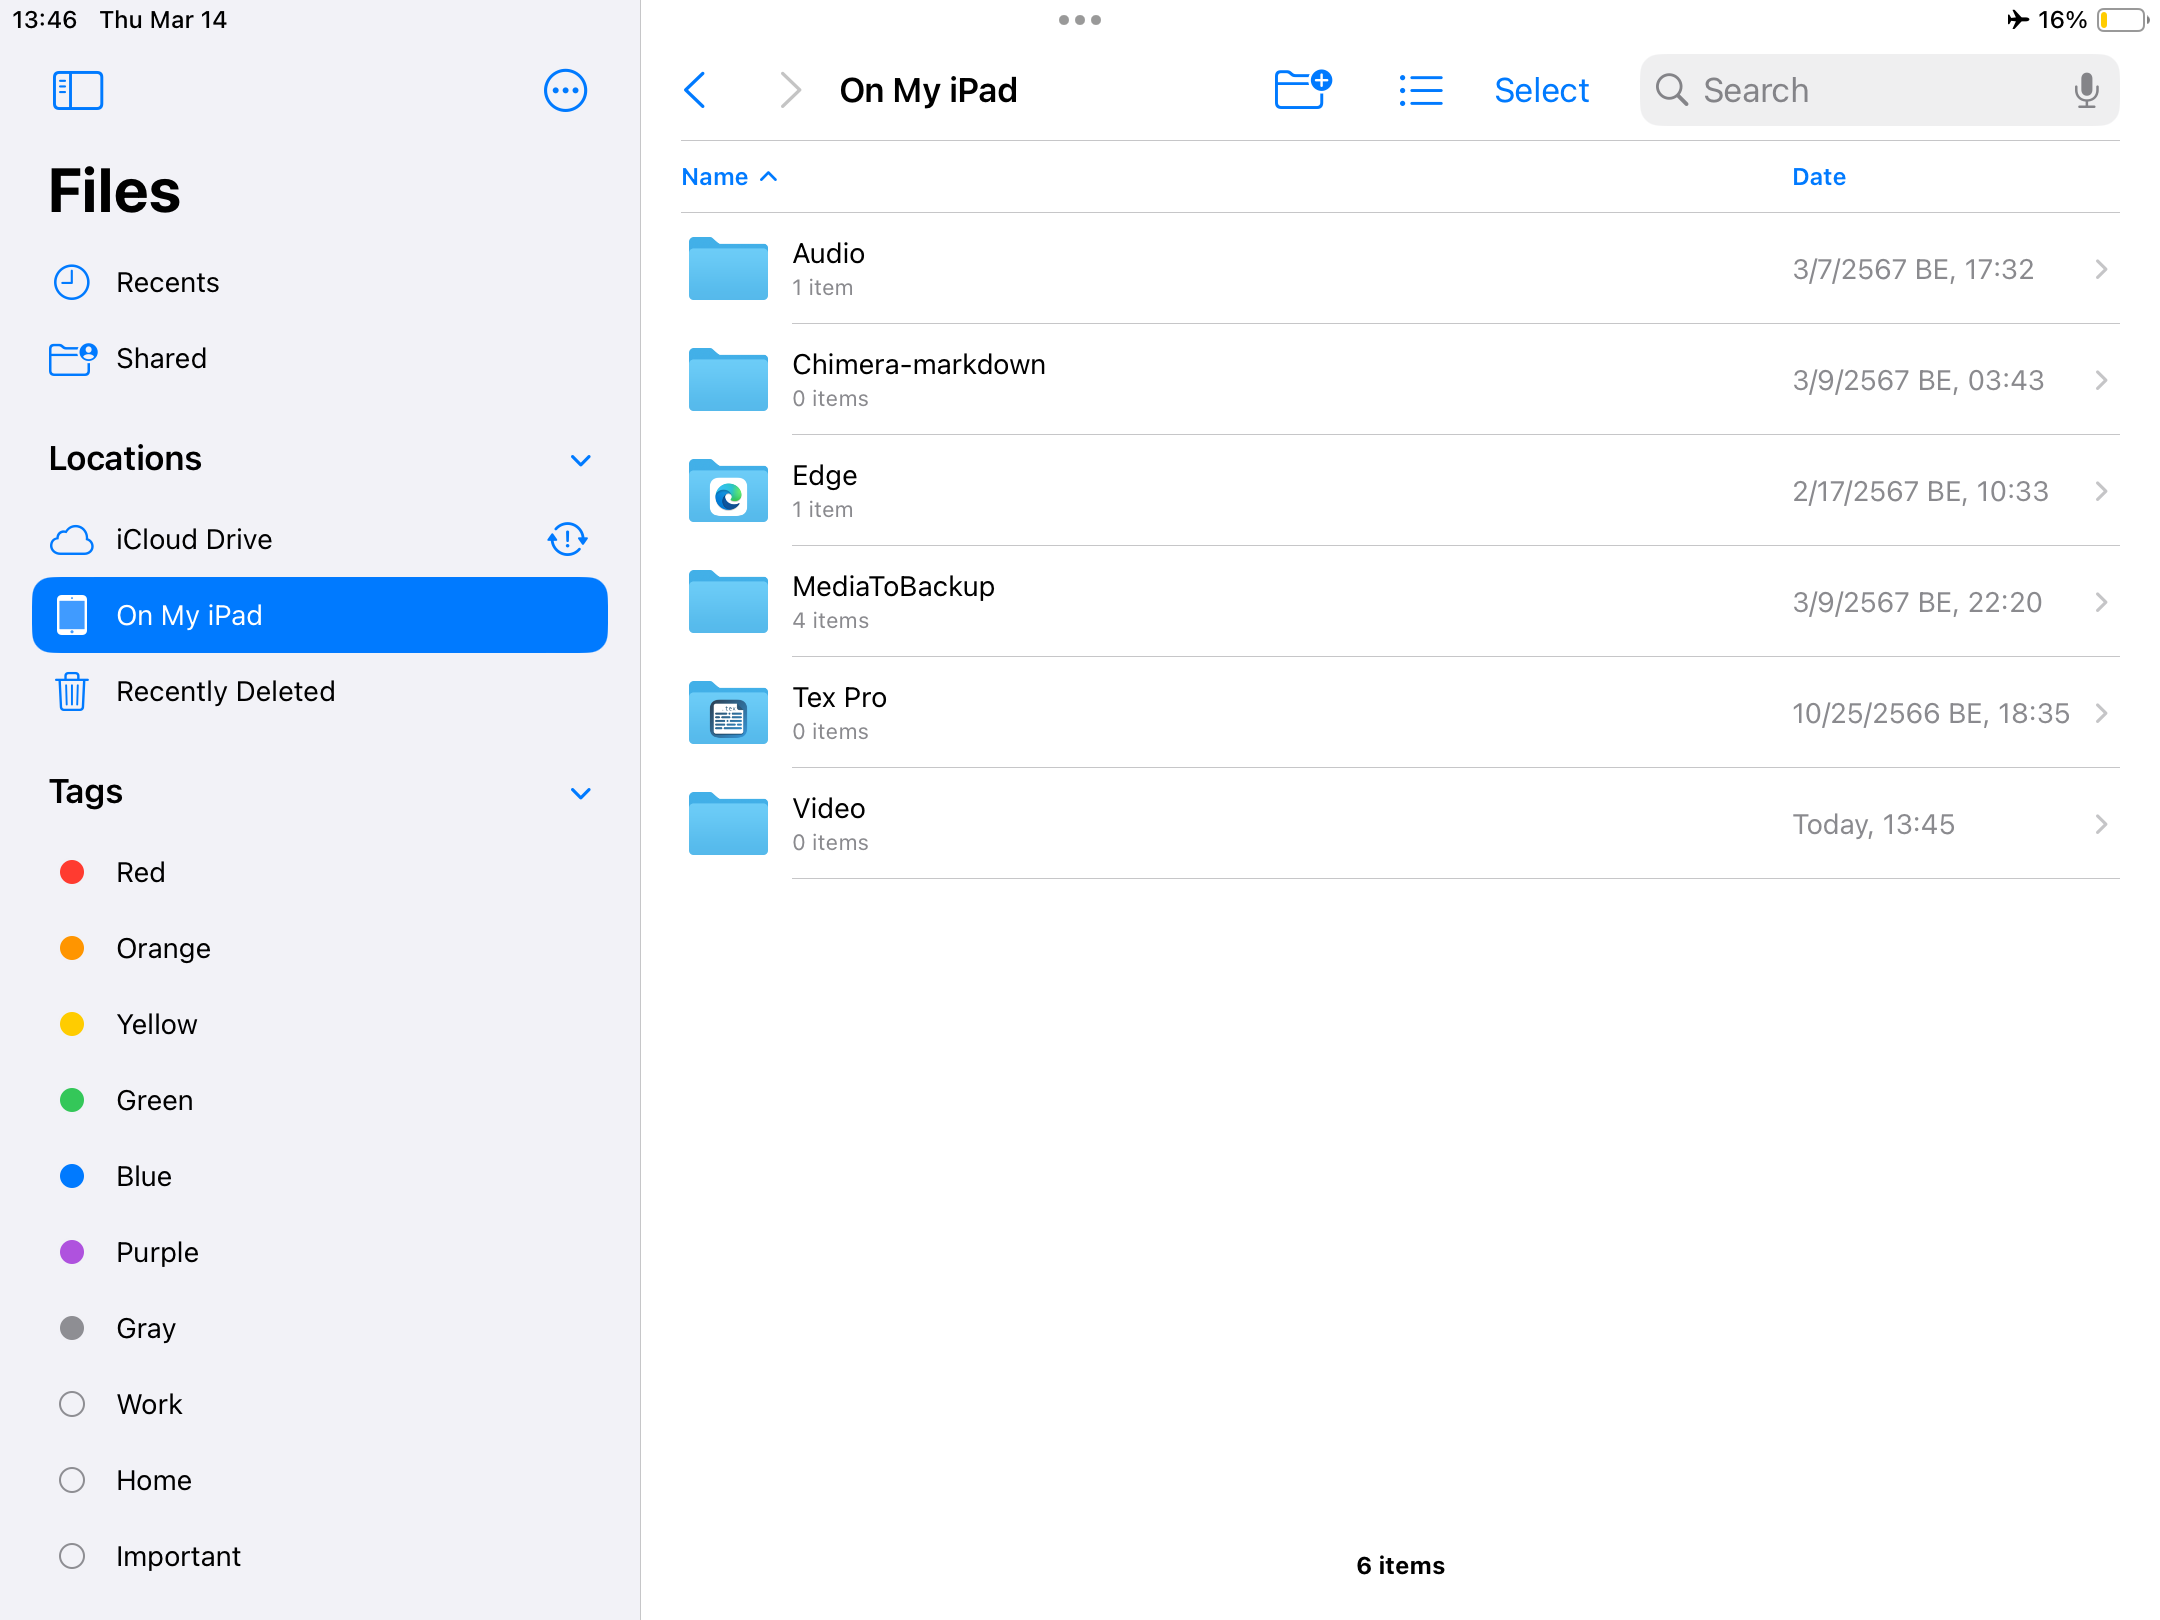 13:46 Thu Mar 14
16%
Files
Recents
Shared
Locations
iCloud Drive
On My iPad
Recently Deleted
Tags
Red
Orange
Yellow
Green
Blue
Purple
Gray
Work
Home
Important
On My iPad
Select
Search
Name
Date
Audio
1 item
3/7/2567 BE, 17:32
Chimera-markdown
0 items
3/9/2567 BE, 03:43
Edge
1 item
2/17/2567 BE, 10:33
MediaToBackup
4 items
3/9/2567 BE, 22:20
Tex Pro
0 items
10/25/2566 BE, 18:35
Video
0 items
Today, 13:45
6 items